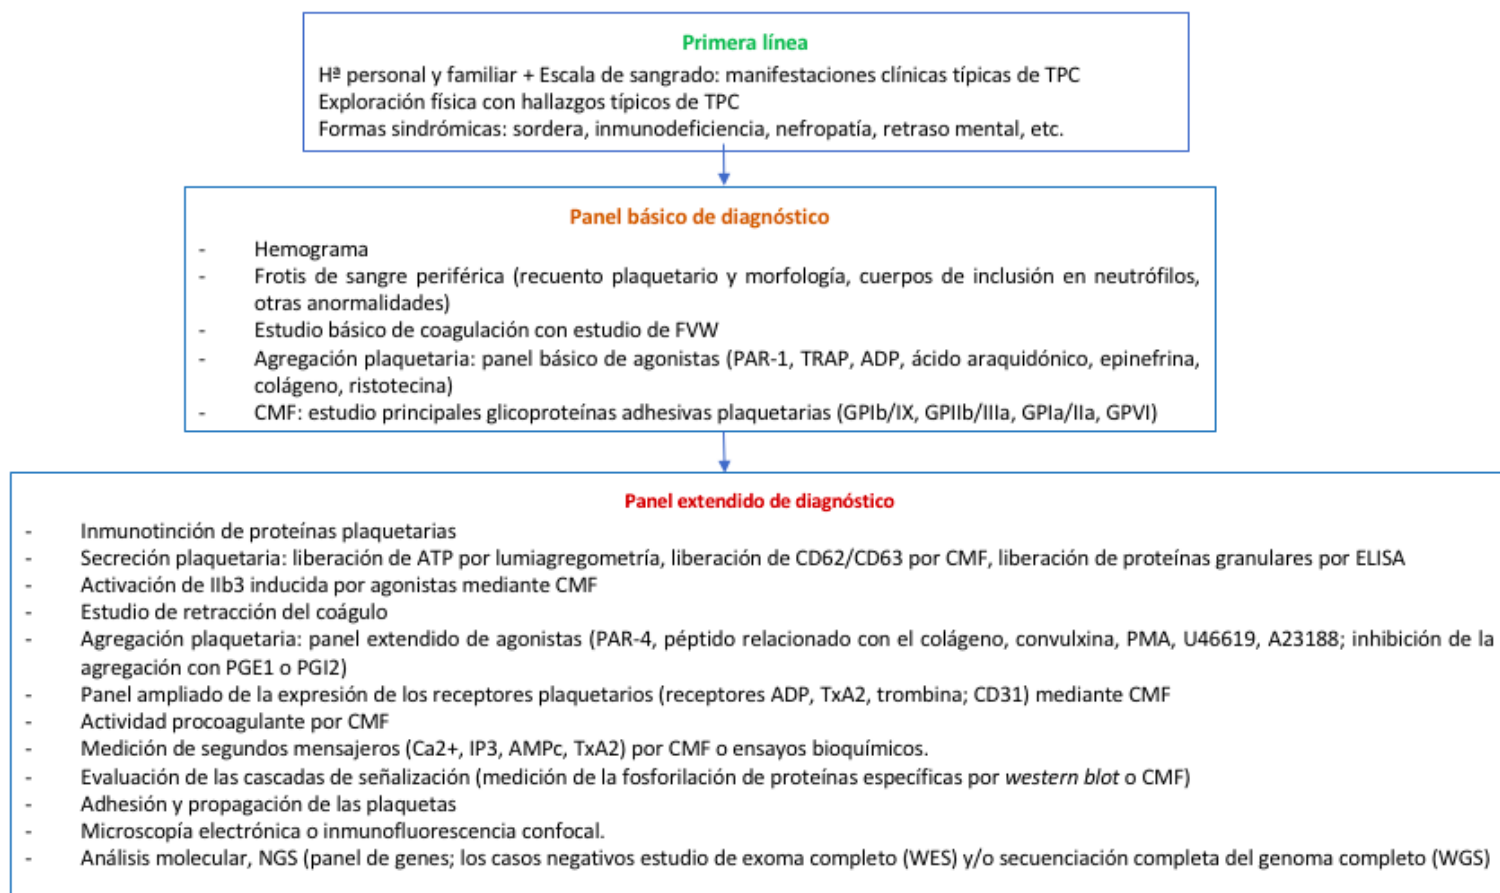 Primera línea
Hª personal y familiar + Escala de sangrado: manifestaciones clínicas típicas de TPC
Exploración física con hallazgos típicos de TPC
Formas sindrómicas: sordera, inmunodeficiencia, nefropatía, retraso mental, etc.
Panel básico de diagnóstico
- Hemograma
- Frotis de sangre periférica (recuento plaquetario y morfología, cuerpos de inclusión en neutrófilos,
otras anormalidades)
- Estudio básico de coagulación con estudio de FVW
- Agregación plaquetaria: panel básico de agonistas (PAR-1, TRAP, ADP, ácido araquidónico, epinefrina,
colágeno, ristotecina)
- CMF: estudio principales glicoproteínas adhesivas plaquetarias (GPIb/IX, GPIIb/IIIa, GPIa/IIa, GPVI)
Panel extendido de diagnóstico
- Inmunotinción de proteínas plaquetarias
- Secreción plaquetaria: liberación de ATP por lumiagregometría, liberación de CD62/CD63 por CMF, liberación de proteínas granulares por ELISA
- Activación de IIb3 inducida por agonistas mediante CMF
- Estudio de retracción del coágulo
- Agregación plaquetaria: panel extendido de agonistas (PAR-4, péptido relacionado con el colágeno, convulxina, PMA, U46619, A23188; inhibición de la
agregación con PGE1 o PGI2)
- Panel ampliado de la expresión de los receptores plaquetarios (receptores ADP, TxA2, trombina; CD31) mediante CMF
- Actividad procoagulante por CMF
- Medición de segundos mensajeros (Ca2+, IP3, AMPc, TxA2) por CMF o ensayos bioquímicos.
- Evaluación de las cascadas de señalización (medición de la fosforilación de proteínas específicas por western blot o CMF)
- Adhesión y propagación de las plaquetas
- Microscopía electrónica o inmunofluorescencia confocal.
- Análisis molecular, NGS (panel de genes; los casos negativos estudio de exoma completo (WES) y/o secuenciación completa del genoma completo (WGS)